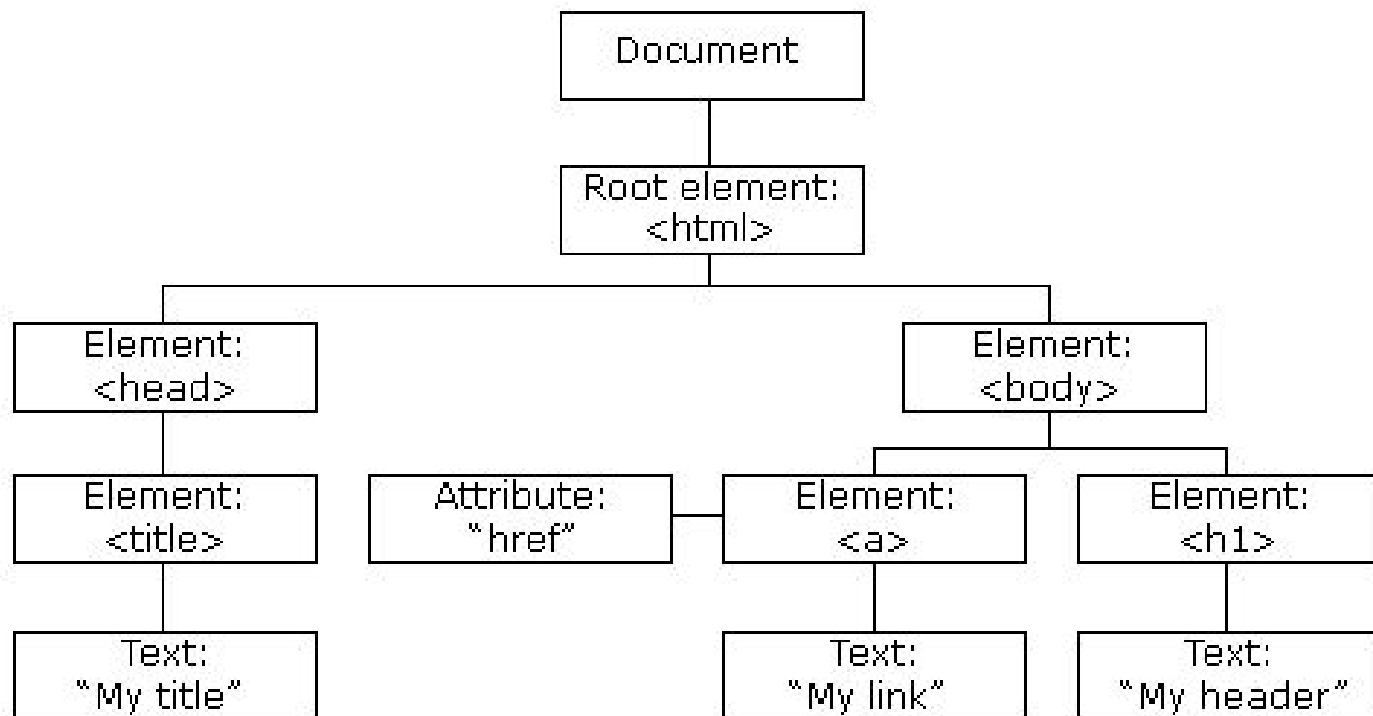 Document
Root element:
<html>
Element:
<head>
Element:
<body>
Element:
<title>
Attribute:
“href”
Element:
<a>
Element:
<h1>
Text:
“My title”
Text:
“My link”
Text:
“My header”